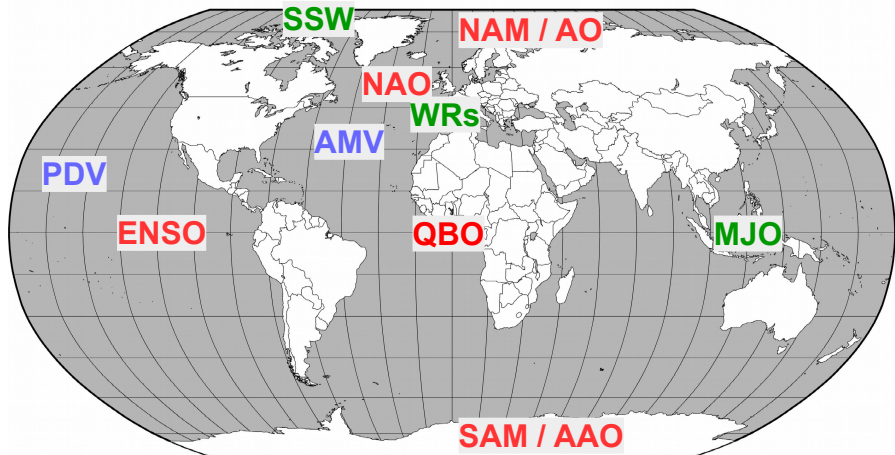 SSW
NAM / AO
NAO
WRs
AMV
PDV
ENSO
QBO
MJO
SAM / AAO